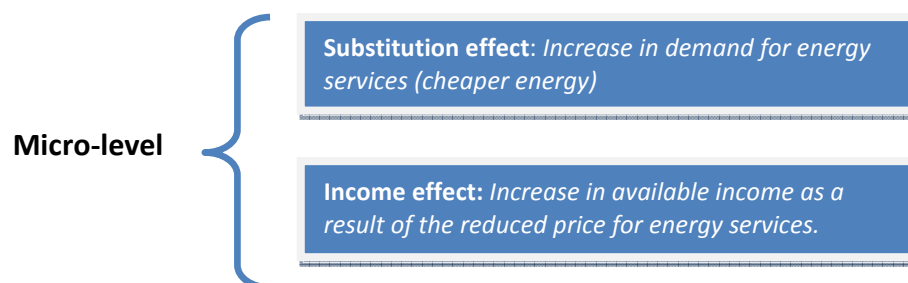 Substitution effect: Increase in demand for energy
services (cheaper energy)
Micro-level
Income effect: Increase in available income as a
result of the reduced price for energy services.